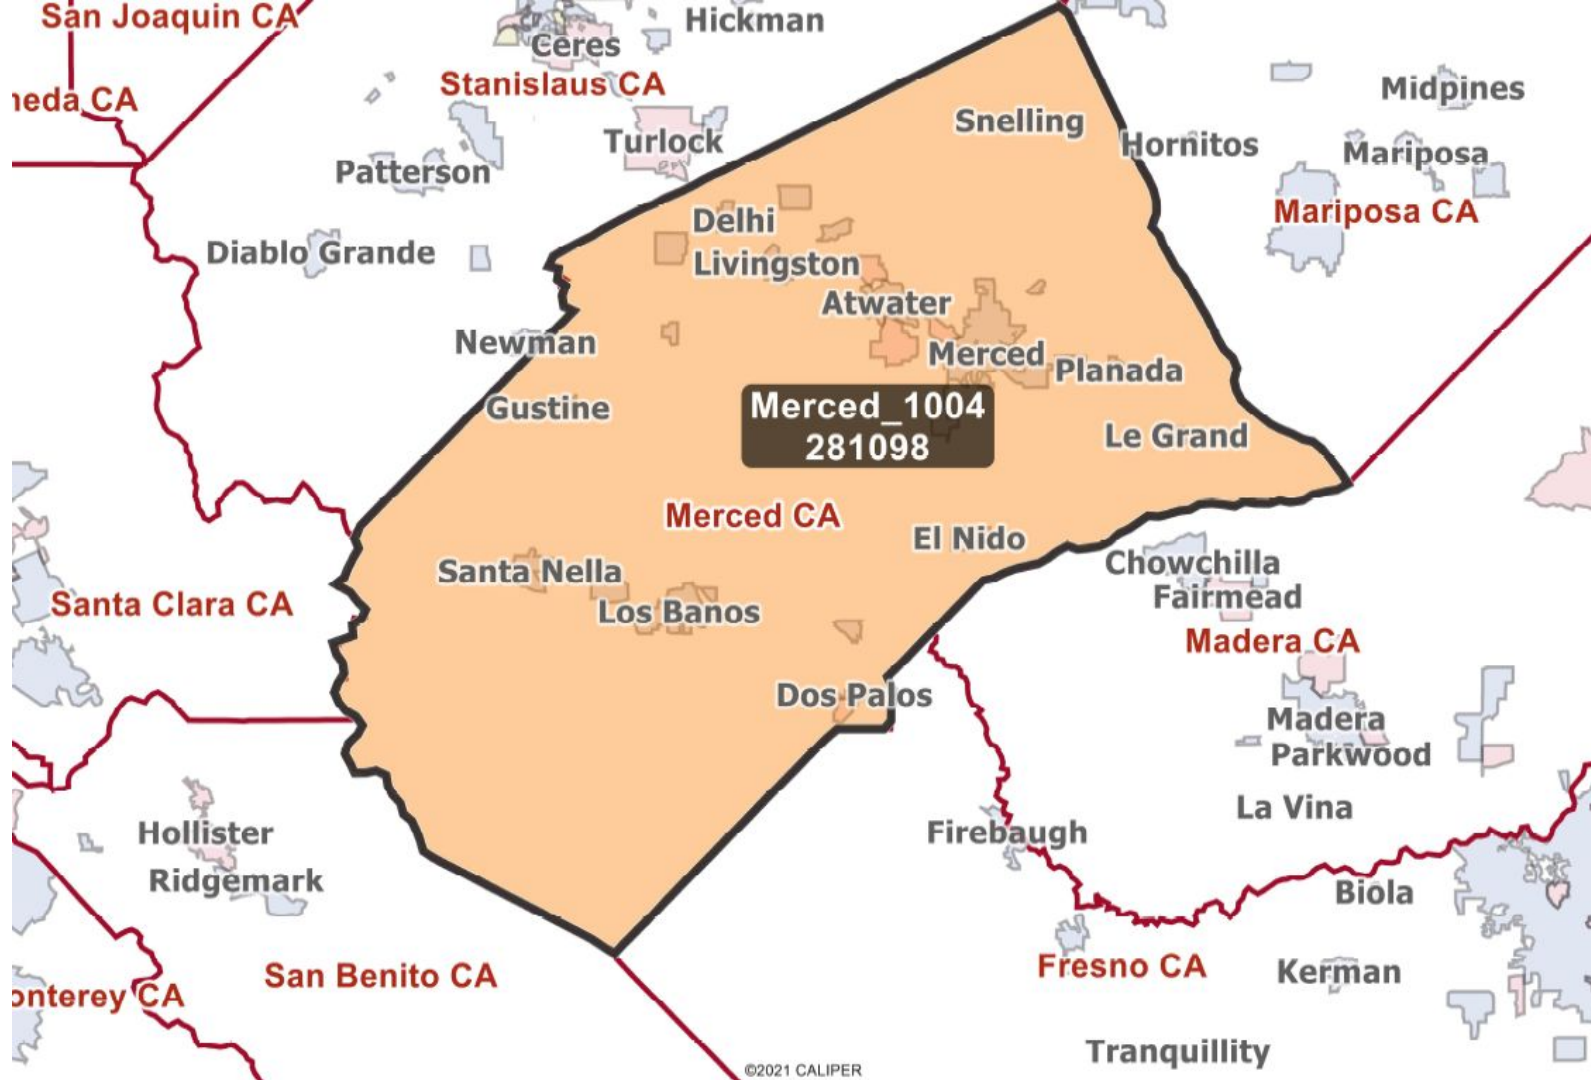 San Joaquin CA
Hickman
Ceres
Stanislaus CA
neda CA
Midpines
Snelling
Turlock
Hornitos
Mariposa
Patterson
Mariposa CA
Delhi
Diablo Grande
Livingston
Atwater
Newman
Merced
Planada
Gustine
Merced_1004
281098
Le Grand
Merced CA
El Nido
Chowchilla
Santa Nella
Fairmead
Santa Clara CA
Los Banos
Madera CA
Dos Palos
Madera
Parkwood
La Vina
Hollister
Firebaugh
Ridgemark
Biola
San Benito CA
Fresno CA
Kerman
onterey CA
Tranquillity
©2021 CALIPER